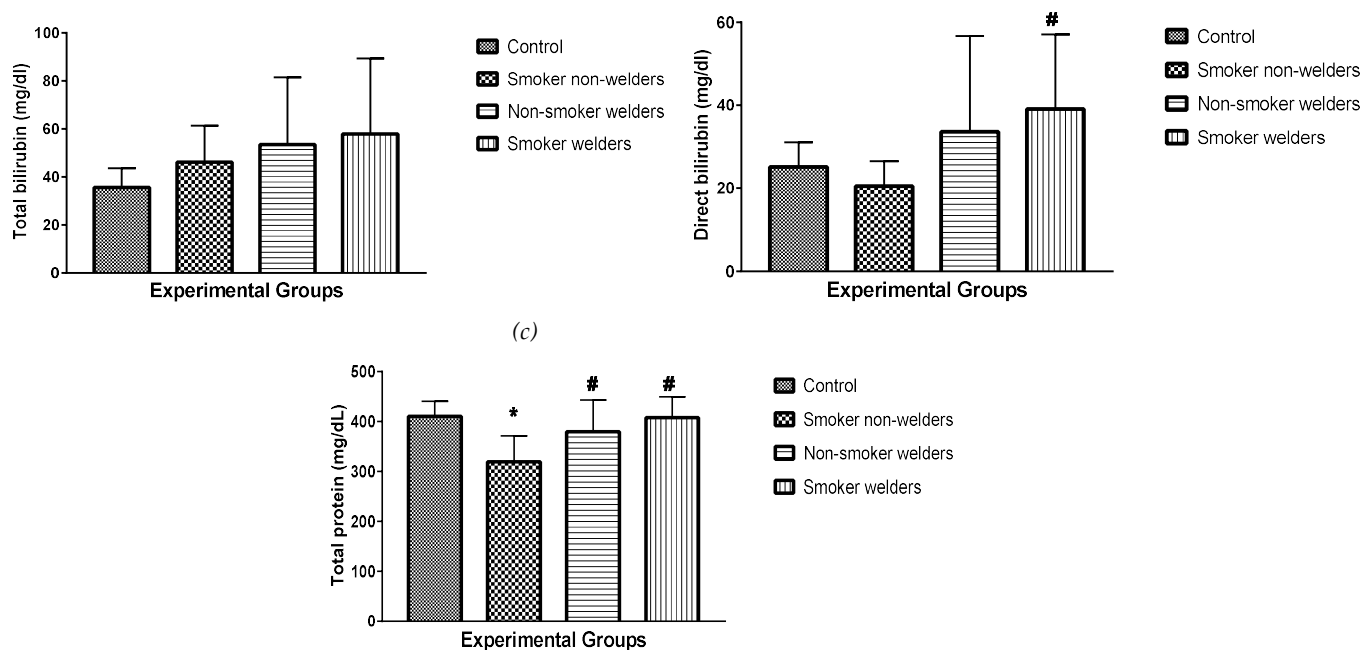 Total bilirubin (mg/dl)
100
80
60
40
20
0
Experimental Groups
Control
Smoker non-welders
Non-smoker welders
Smoker welders
Direct bilirubin (mg/dl)
60
40
20
0
#
Experimental Groups
Control
Smoker non-welders
Non-smoker welders
Smoker welders
(c)
Total protein (mg/dL)
500
400
300
200
100
0
*
#
#
Experimental Groups
Control
Smoker non-welders
Non-smoker welders
Smoker welders